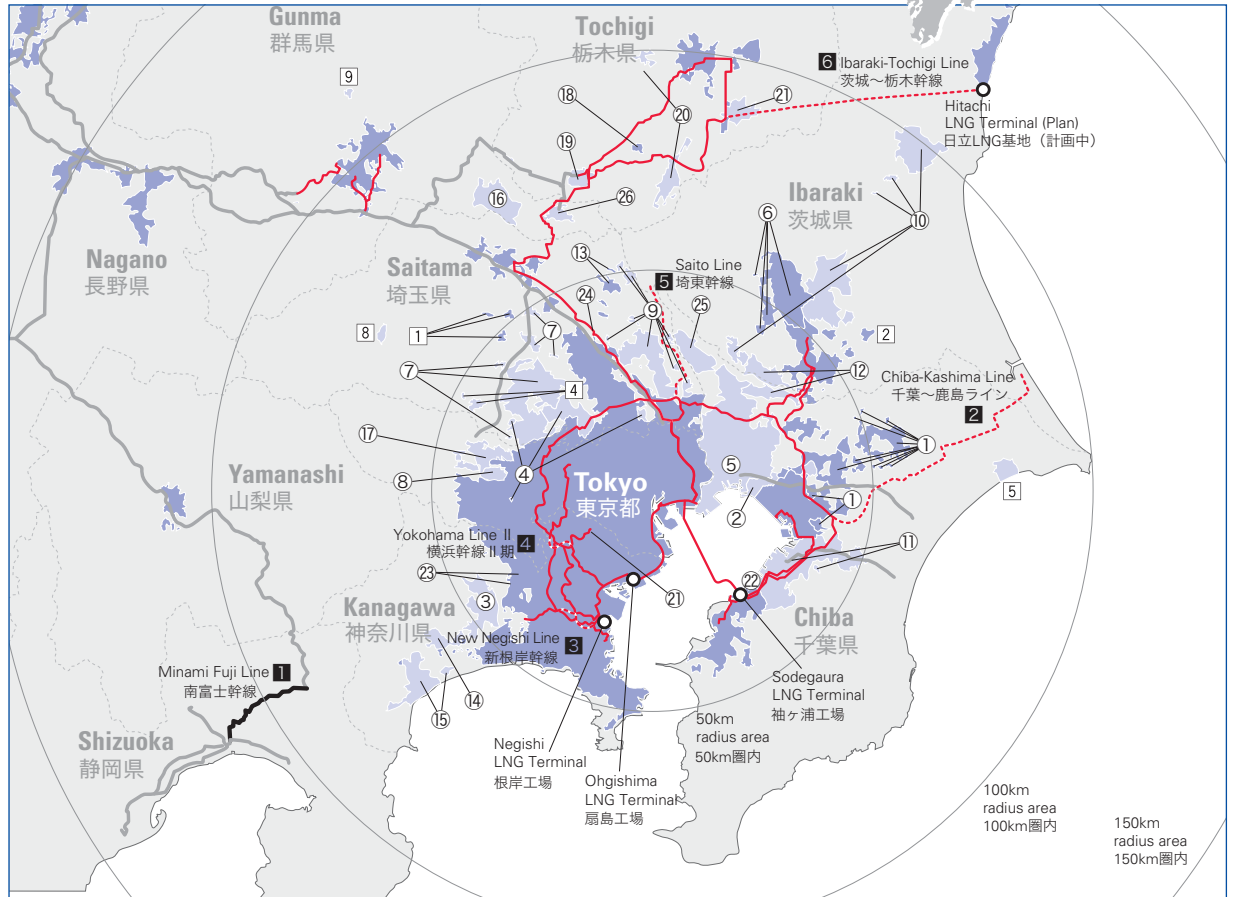 Gunma
群馬県
9
Tochigi
栃木県
6 Ibaraki-Tochigi Line
茨城〜栃木幹線
Hitachi
LNG Terminal (Plan)
日立LNG基地（計画中）
⑱
⑳
㉑
⑲
⑯
㉖
Ibaraki
茨城県
⑩
⑥
Nagano
長野県
Saitama
埼玉県
⑬
5 Saito Line
埼東幹線
㉔
⑨
㉕
8
1
⑦
2
⑦
4
⑫
Chiba-Kashima Line
千葉〜鹿島ライン
2
⑰
⑧
④
Tokyo
東京都
⑤
②
①
①
5
Yamanashi
山梨県
Yokohama Line Ⅱ
横浜幹線Ⅱ期 4
⑪
㉓
③
㉑
㉒
Kanagawa
神奈川県
New Negishi Line
新根岸幹線 3
Chiba
千葉県
Minami Fuji Line 1
南富士幹線
⑭
⑮
Sodegaura
LNG Terminal
袖ヶ浦工場
Shizuoka
静岡県
Negishi
LNG Terminal
根岸工場
Ohgishima
LNG Terminal
扇島工場
50km
radius area
50km圏内
100km
radius area
100km圏内
150km
radius area
150km圏内